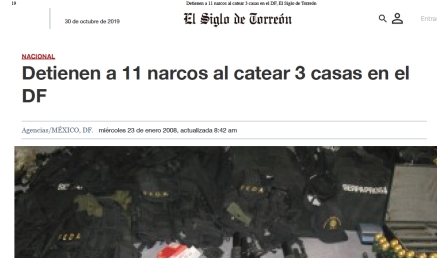 19
Detienen a 11 narcos al catear 3 casas en el DF, El Siglo de Torreón
30 de octubre de 2019
El Siglo de Torreón
NACIONAL
Detienen a 11 narcos al catear 3 casas en el
DF
Agencias/MÉXICO, DF. miércoles 23 de enero 2008, actualizada 8:42 am
FEDA
FEDA
FEDA